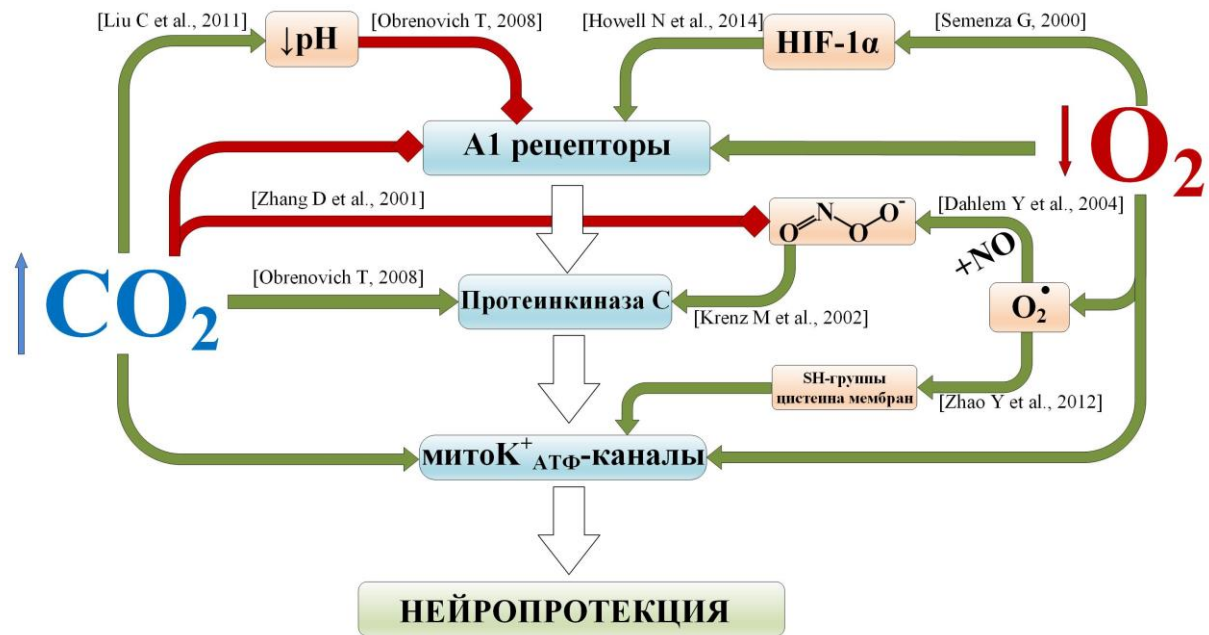 [Liu C et al., 2011]
[Obrenovich T, 2008]
[Howell N et al., 2014]
[Semenza G, 2000]
↓pH
HIF-1α
А1 рецепторы
↓O₂
[Zhang D et al., 2001]
O=N-O-O⁻
[Dahlem Y et al., 2004]
+NO
↑CO₂
[Obrenovich T, 2008]
Протеинкиназа С
[Krenz M et al., 2002]
O₂•
SH-группы
цистеина мембран
[Zhao Y et al., 2012]
митоK⁺АТФ-каналы
НЕЙРОПРОТЕКЦИЯ